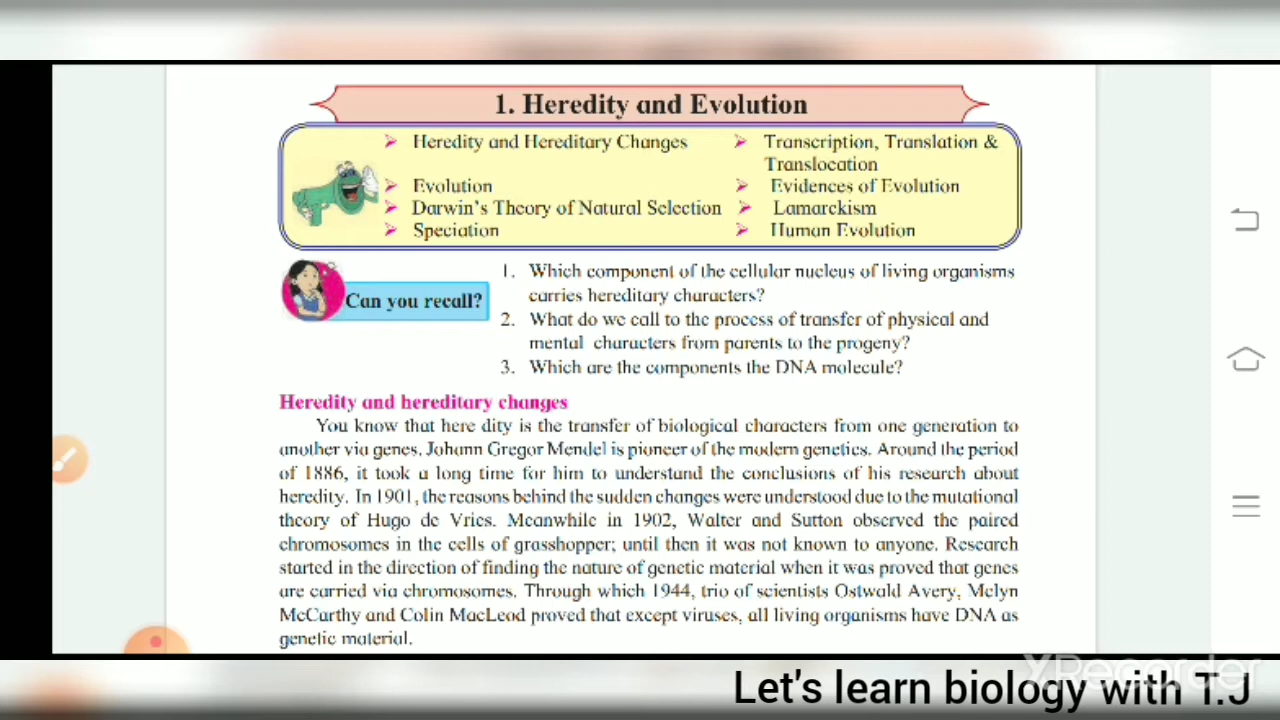 1. Heredity and Evolution
➢ Heredity and Hereditary Changes
➢ Transcription, Translation &
Translocation
➢ Evolution
➢ Evidences of Evolution
➢ Darwin's Theory of Natural Selection
➢ Lamarckism
➢ Speciation
➢ Human Evolution
Can you recall?
1. Which component of the cellular nucleus of living organisms
carries hereditary characters?
2. What do we call to the process of transfer of physical and
mental characters from parents to the progeny?
3. Which are the components the DNA molecule?
Heredity and hereditary changes
You know that here dity is the transfer of biological characters from one generation to
another via genes. Johann Gregor Mendel is pioneer of the modern genetics. Around the period
of 1886, it took a long time for him to understand the conclusions of his research about
heredity. In 1901, the reasons behind the sudden changes were understood due to the mutational
theory of Hugo de Vries. Meanwhile in 1902, Walter and Sutton observed the paired
chromosomes in the cells of grasshopper; until then it was not known to anyone. Research
started in the direction of finding the nature of genetic material when it was proved that genes
are carried via chromosomes. Through which 1944, trio of scientists Ostwald Avery, Mclyn
McCarthy and Colin MacLeod proved that except viruses, all living organisms have DNA as
genetic material.
XRecorder
Let's learn biology with T.J